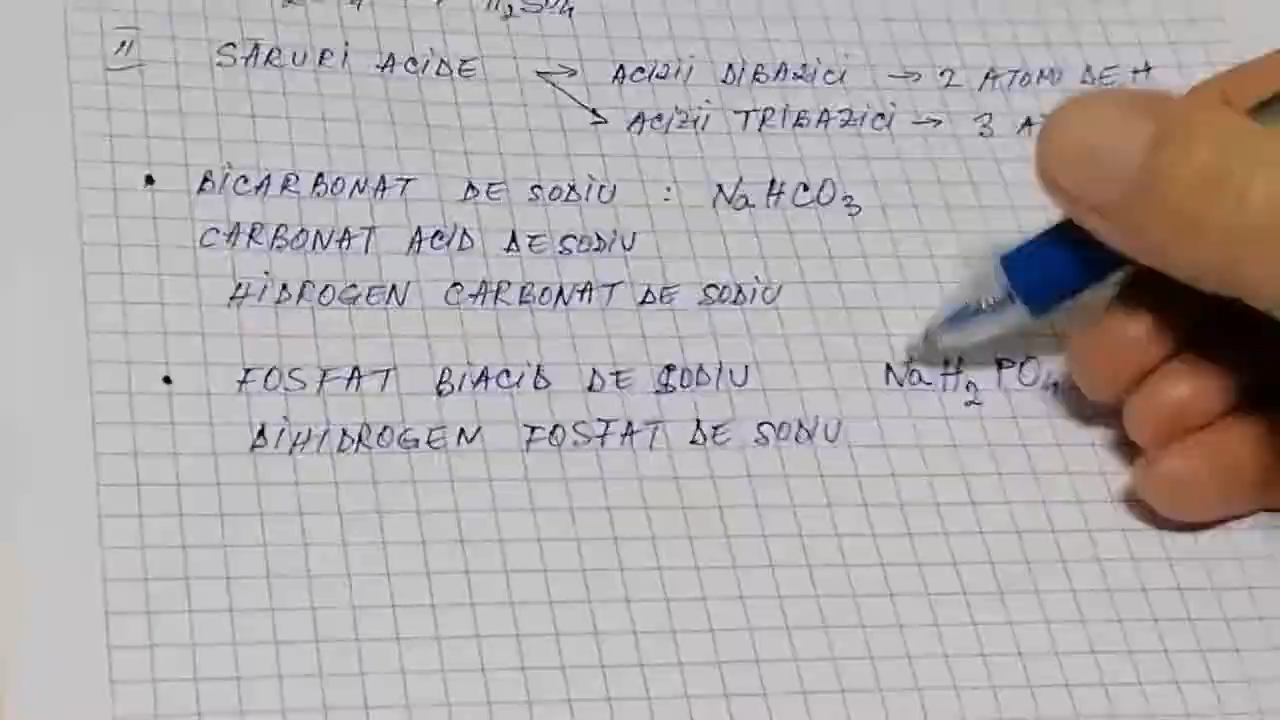 H₂SO₄
II SĂRURI ACIDE → ACIZII DIBAZICI → 2 ATOMI DE H
→ ACIZII TRIBAZICI → 3
• BICARBONAT DE SODIU : NaHCO₃
CARBONAT ACID DE SODIU
HIDROGEN CARBONAT DE SODIU
• FOSFAT BIACID DE SODIU NaH₂PO₄
DIHIDROGEN FOSFAT DE SODIU